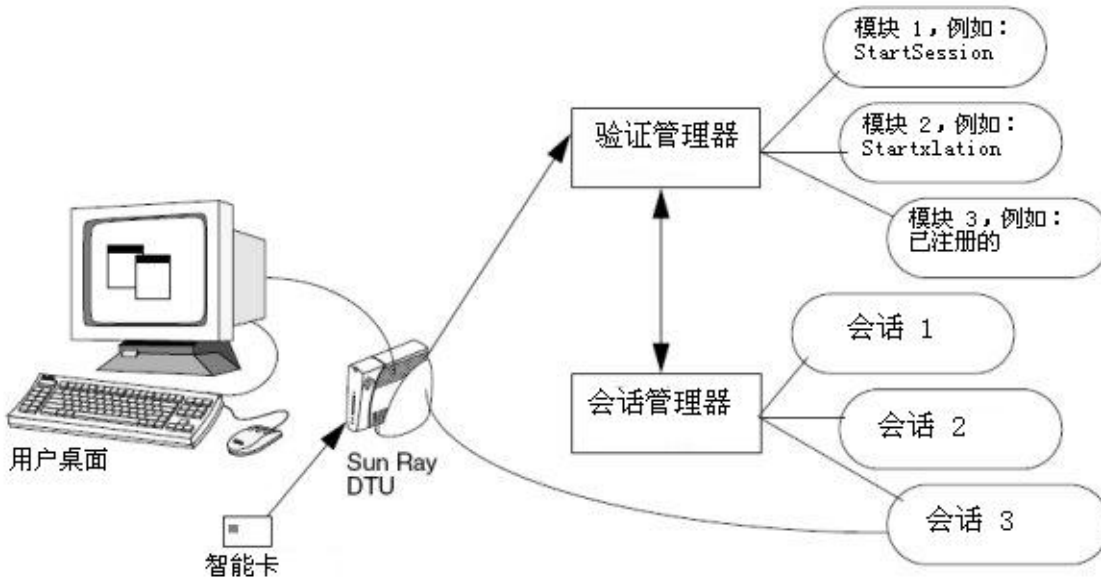 模块 1，例如：
StartSession
验证管理器
模块 2，例如：
Startxlation
模块 3，例如：
已注册的
会话 1
会话管理器
会话 2
用户桌面
Sun Ray
DTU
会话 3
智能卡